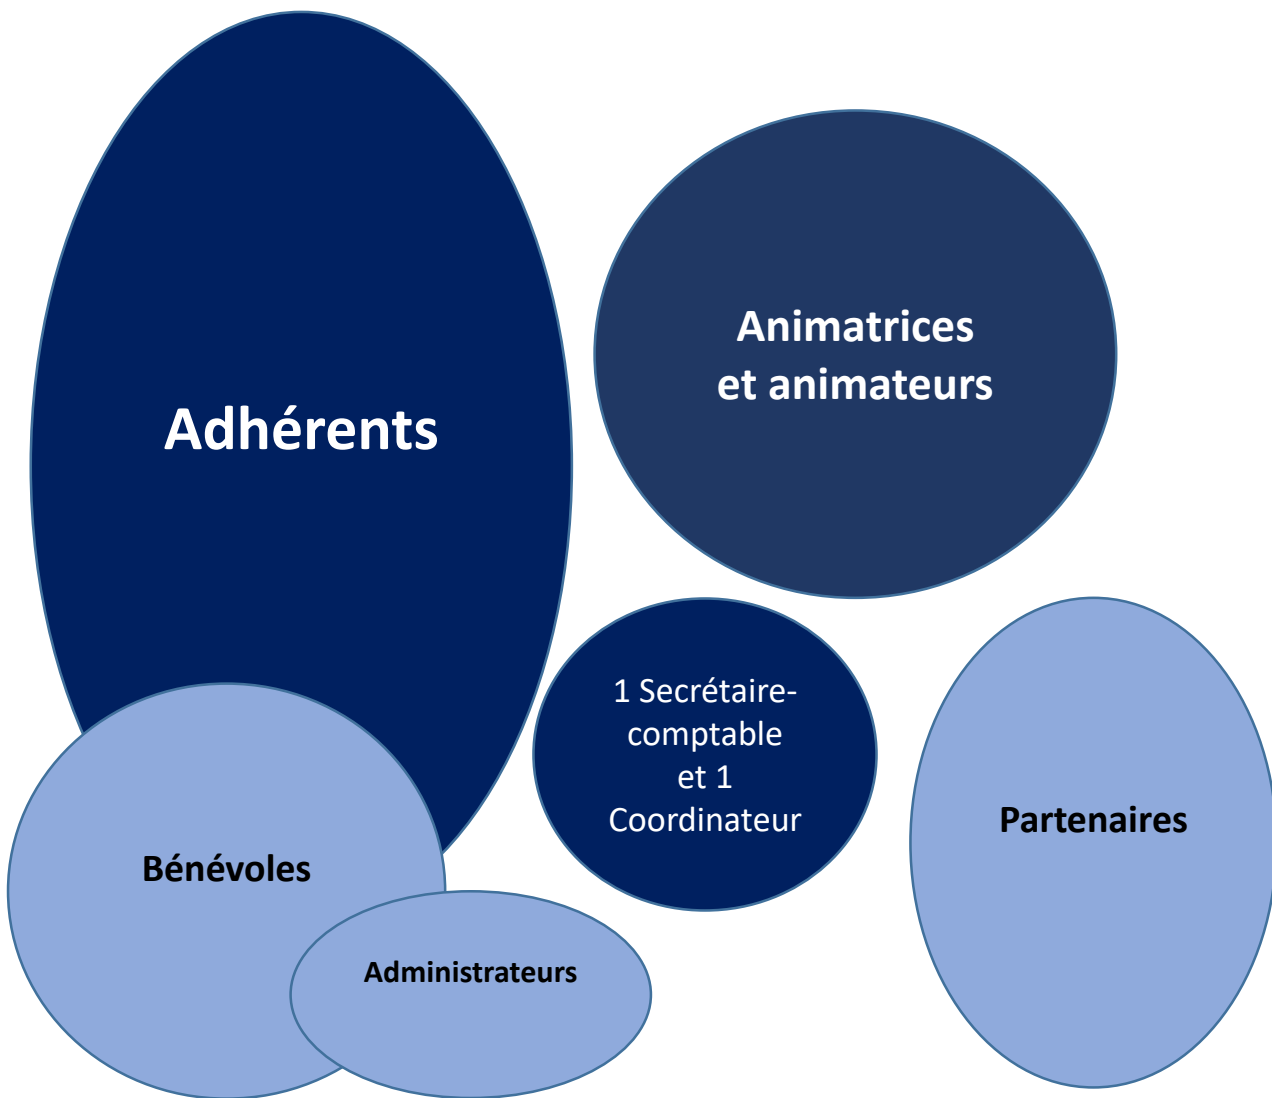 Adhérents
Animatrices
et animateurs
1 Secrétaire-
comptable
et 1
Coordinateur
Partenaires
Bénévoles
Administrateurs